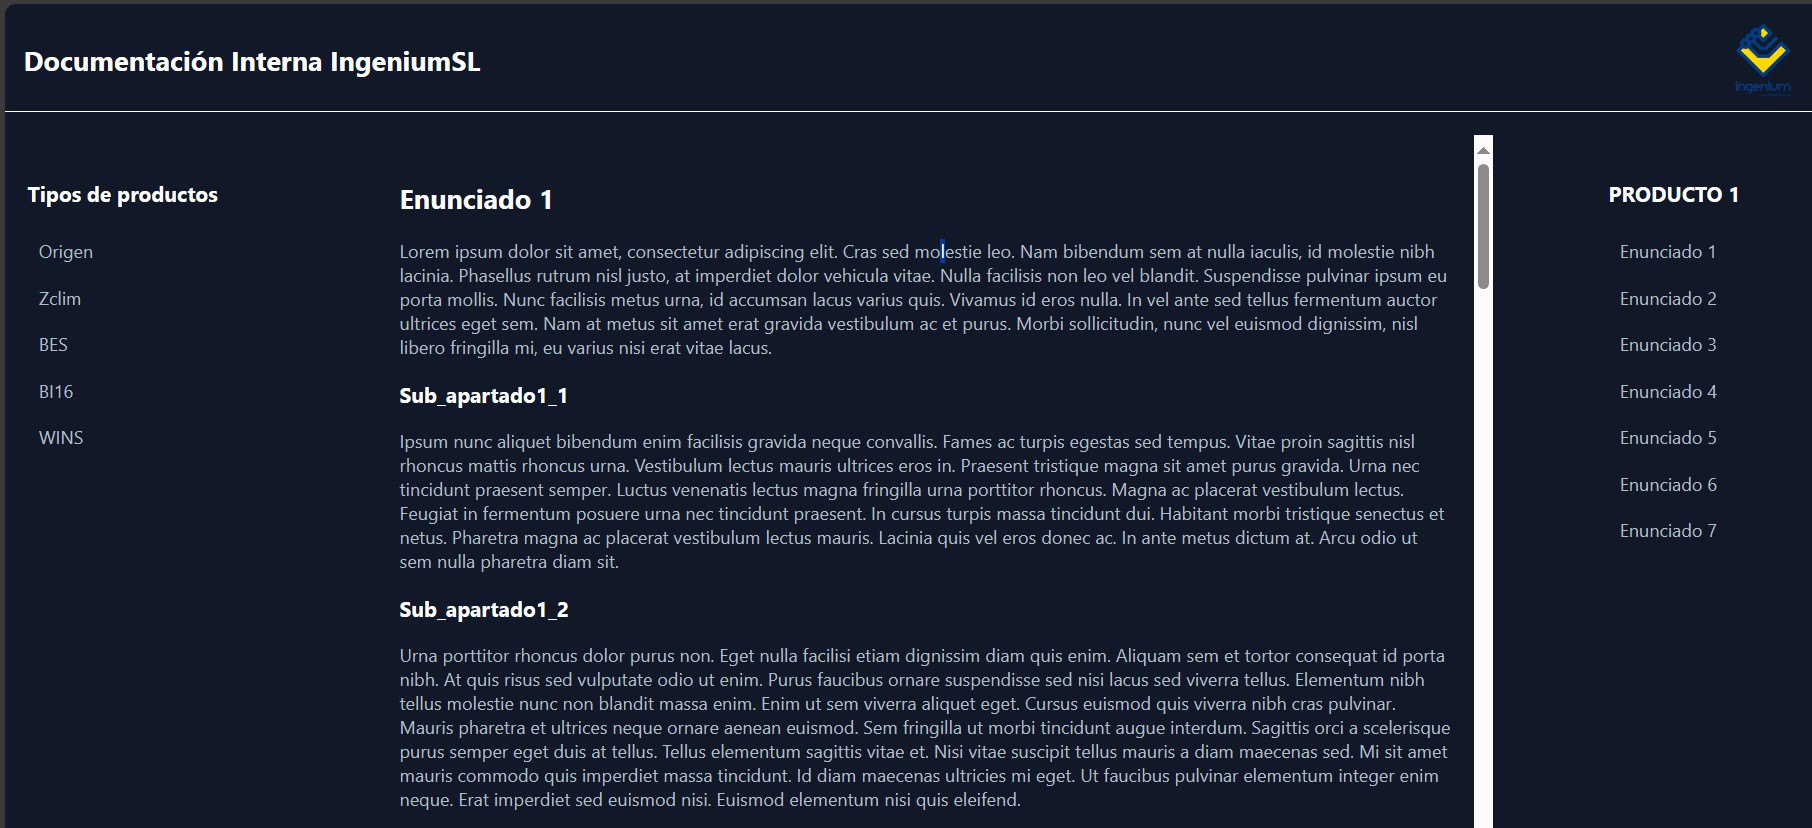 Documentación Interna IngeniumSL
ingenium
Tipos de productos
Origen
Zclim
BES
BI16
WINS
Enunciado 1
Lorem ipsum dolor sit amet, consectetur adipiscing elit. Cras sed molestie leo. Nam bibendum sem at nulla iaculis, id molestie nibh
lacinia. Phasellus rutrum nisl justo, at imperdiet dolor vehicula vitae. Nulla facilisis non leo vel blandit. Suspendisse pulvinar ipsum eu
porta mollis. Nunc facilisis metus urna, id accumsan lacus varius quis. Vivamus id eros nulla. In vel ante sed tellus fermentum auctor
ultrices eget sem. Nam at metus sit amet erat gravida vestibulum ac et purus. Morbi sollicitudin, nunc vel euismod dignissim, nisl
libero fringilla mi, eu varius nisi erat vitae lacus.
Sub_apartado1_1
Ipsum nunc aliquet bibendum enim facilisis gravida neque convallis. Fames ac turpis egestas sed tempus. Vitae proin sagittis nisl
rhoncus mattis rhoncus urna. Vestibulum lectus mauris ultrices eros in. Praesent tristique magna sit amet purus gravida. Urna nec
tincidunt praesent semper. Luctus venenatis lectus magna fringilla urna porttitor rhoncus. Magna ac placerat vestibulum lectus.
Feugiat in fermentum posuere urna nec tincidunt praesent. In cursus turpis massa tincidunt dui. Habitant morbi tristique senectus et
netus. Pharetra magna ac placerat vestibulum lectus mauris. Lacinia quis vel eros donec ac. In ante metus dictum at. Arcu odio ut
sem nulla pharetra diam sit.
Sub_apartado1_2
Urna porttitor rhoncus dolor purus non. Eget nulla facilisi etiam dignissim diam quis enim. Aliquam sem et tortor consequat id porta
nibh. At quis risus sed vulputate odio ut enim. Purus faucibus ornare suspendisse sed nisi lacus sed viverra tellus. Elementum nibh
tellus molestie nunc non blandit massa enim. Enim ut sem viverra aliquet eget. Cursus euismod quis viverra nibh cras pulvinar.
Mauris pharetra et ultrices neque ornare aenean euismod. Sem fringilla ut morbi tincidunt augue interdum. Sagittis orci a scelerisque
purus semper eget duis at tellus. Tellus elementum sagittis vitae et. Nisi vitae suscipit tellus mauris a diam maecenas sed. Mi sit amet
mauris commodo quis imperdiet massa tincidunt. Id diam maecenas ultricies mi eget. Ut faucibus pulvinar elementum integer enim
neque. Erat imperdiet sed euismod nisi. Euismod elementum nisi quis eleifend.
PRODUCTO 1
Enunciado 1
Enunciado 2
Enunciado 3
Enunciado 4
Enunciado 5
Enunciado 6
Enunciado 7